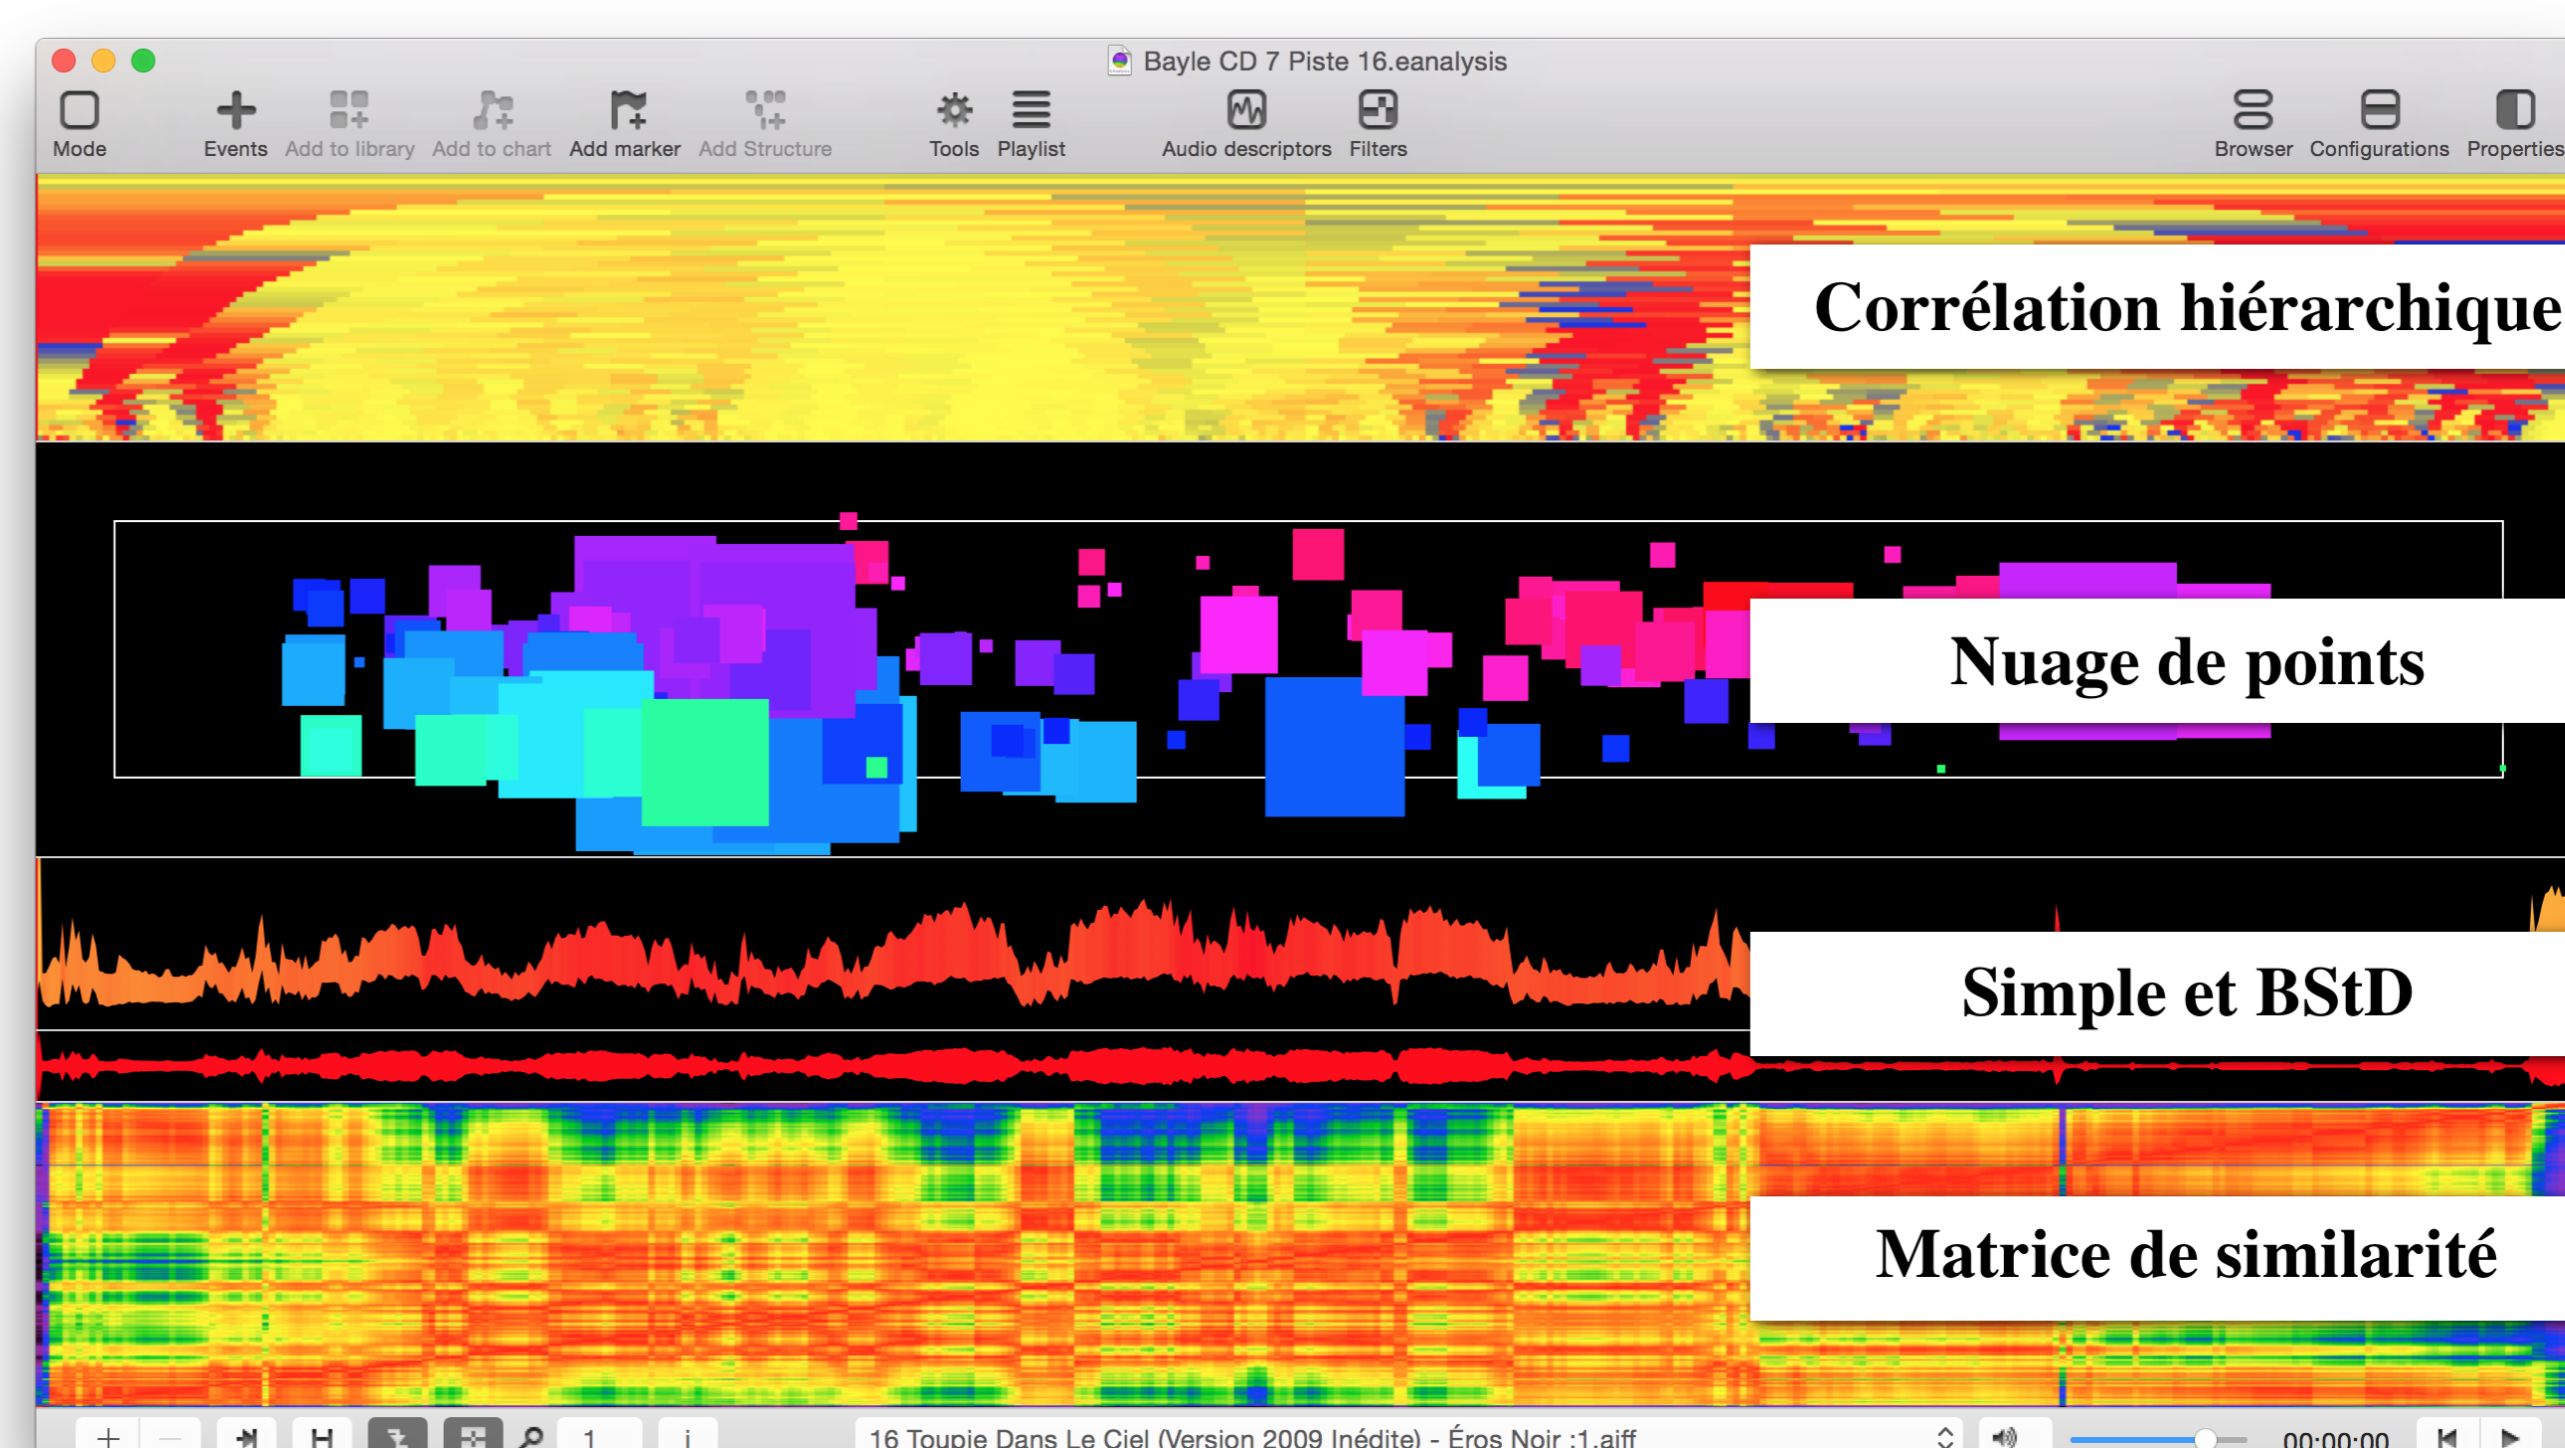 Bayle CD 7 Piste 16.eanalysis
Mode Events Add to library Add to chart Add marker Add Structure Tools Playlist Audio descriptors Filters Browser Configurations Properties
Corrélation hiérarchique
Nuage de points
Simple et BStD
Matrice de similarité
1 i 16 Toupie Dans Le Ciel (Version 2009 Inédite) - Éros Noir :1.aiff 00:00:00